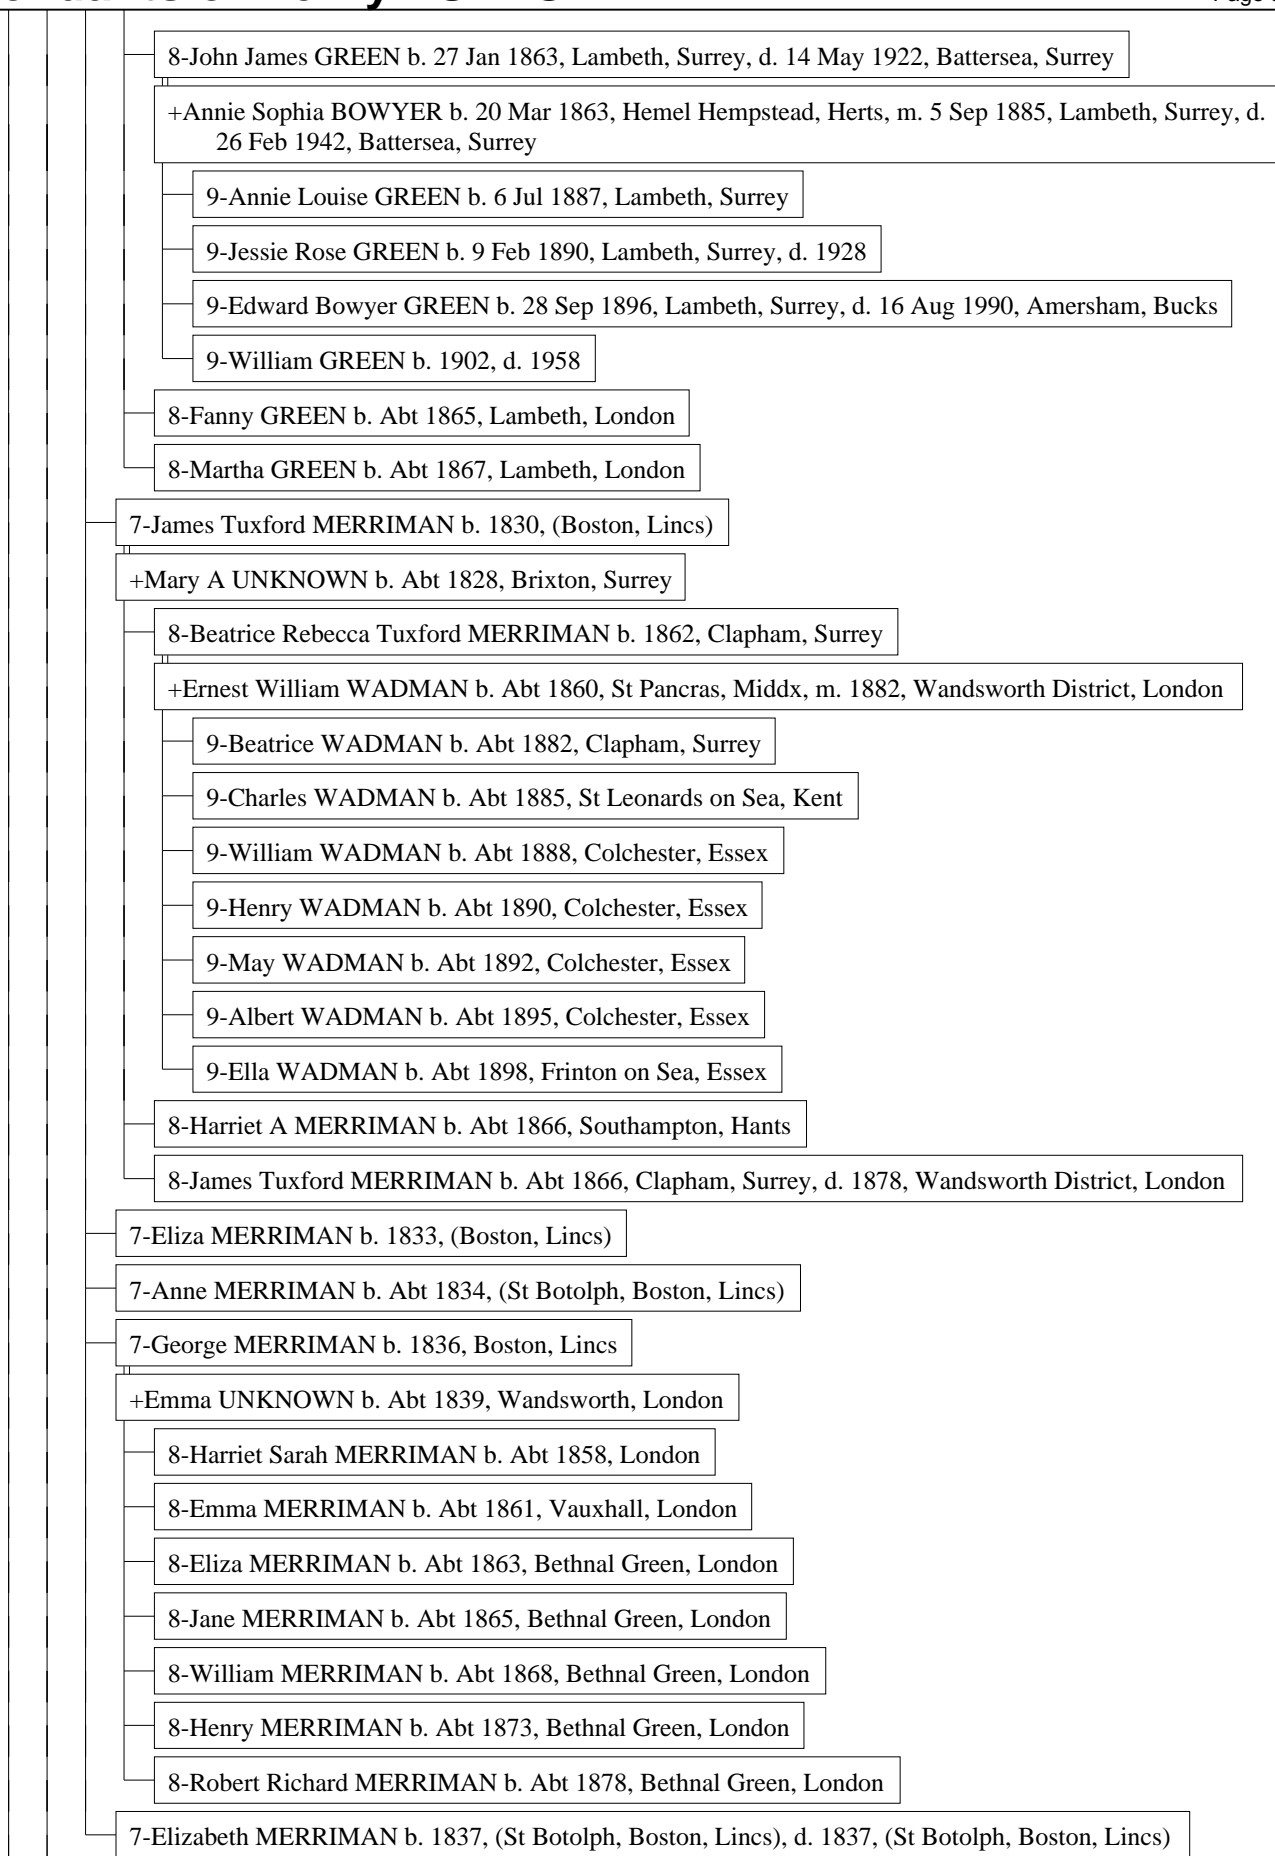 8-John James GREEN b. 27 Jan 1863, Lambeth, Surrey, d. 14 May 1922, Battersea, Surrey
+Annie Sophia BOWYER b. 20 Mar 1863, Hemel Hempstead, Herts, m. 5 Sep 1885, Lambeth, Surrey, d.
26 Feb 1942, Battersea, Surrey
9-Annie Louise GREEN b. 6 Jul 1887, Lambeth, Surrey
9-Jessie Rose GREEN b. 9 Feb 1890, Lambeth, Surrey, d. 1928
9-Edward Bowyer GREEN b. 28 Sep 1896, Lambeth, Surrey, d. 16 Aug 1990, Amersham, Bucks
9-William GREEN b. 1902, d. 1958
8-Fanny GREEN b. Abt 1865, Lambeth, London
8-Martha GREEN b. Abt 1867, Lambeth, London
7-James Tuxford MERRIMAN b. 1830, (Boston, Lincs)
+Mary A UNKNOWN b. Abt 1828, Brixton, Surrey
8-Beatrice Rebecca Tuxford MERRIMAN b. 1862, Clapham, Surrey
+Ernest William WADMAN b. Abt 1860, St Pancras, Middx, m. 1882, Wandsworth District, London
9-Beatrice WADMAN b. Abt 1882, Clapham, Surrey
9-Charles WADMAN b. Abt 1885, St Leonards on Sea, Kent
9-William WADMAN b. Abt 1888, Colchester, Essex
9-Henry WADMAN b. Abt 1890, Colchester, Essex
9-May WADMAN b. Abt 1892, Colchester, Essex
9-Albert WADMAN b. Abt 1895, Colchester, Essex
9-Ella WADMAN b. Abt 1898, Frinton on Sea, Essex
8-Harriet A MERRIMAN b. Abt 1866, Southampton, Hants
8-James Tuxford MERRIMAN b. Abt 1866, Clapham, Surrey, d. 1878, Wandsworth District, London
7-Eliza MERRIMAN b. 1833, (Boston, Lincs)
7-Anne MERRIMAN b. Abt 1834, (St Botolph, Boston, Lincs)
7-George MERRIMAN b. 1836, Boston, Lincs
+Emma UNKNOWN b. Abt 1839, Wandsworth, London
8-Harriet Sarah MERRIMAN b. Abt 1858, London
8-Emma MERRIMAN b. Abt 1861, Vauxhall, London
8-Eliza MERRIMAN b. Abt 1863, Bethnal Green, London
8-Jane MERRIMAN b. Abt 1865, Bethnal Green, London
8-William MERRIMAN b. Abt 1868, Bethnal Green, London
8-Henry MERRIMAN b. Abt 1873, Bethnal Green, London
8-Robert Richard MERRIMAN b. Abt 1878, Bethnal Green, London
7-Elizabeth MERRIMAN b. 1837, (St Botolph, Boston, Lincs), d. 1837, (St Botolph, Boston, Lincs)